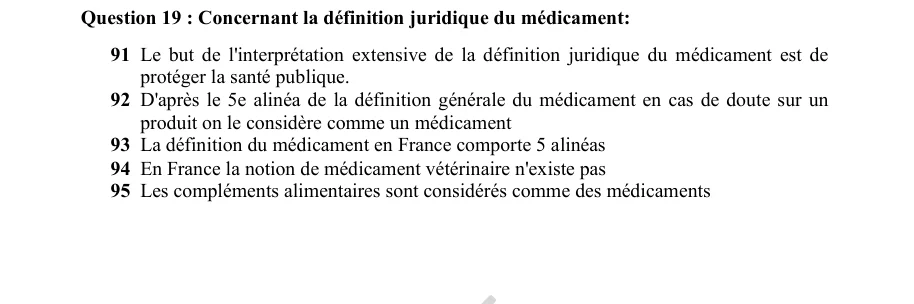 Question 19 : Concernant la définition juridique du médicament:
91 Le but de l'interprétation extensive de la définition juridique du médicament est de
protéger la santé publique.
92 D'après le 5e alinéa de la définition générale du médicament en cas de doute sur un
produit on le considère comme un médicament
93 La définition du médicament en France comporte 5 alinéas
94 En France la notion de médicament vétérinaire n'existe pas
95 Les compléments alimentaires sont considérés comme des médicaments